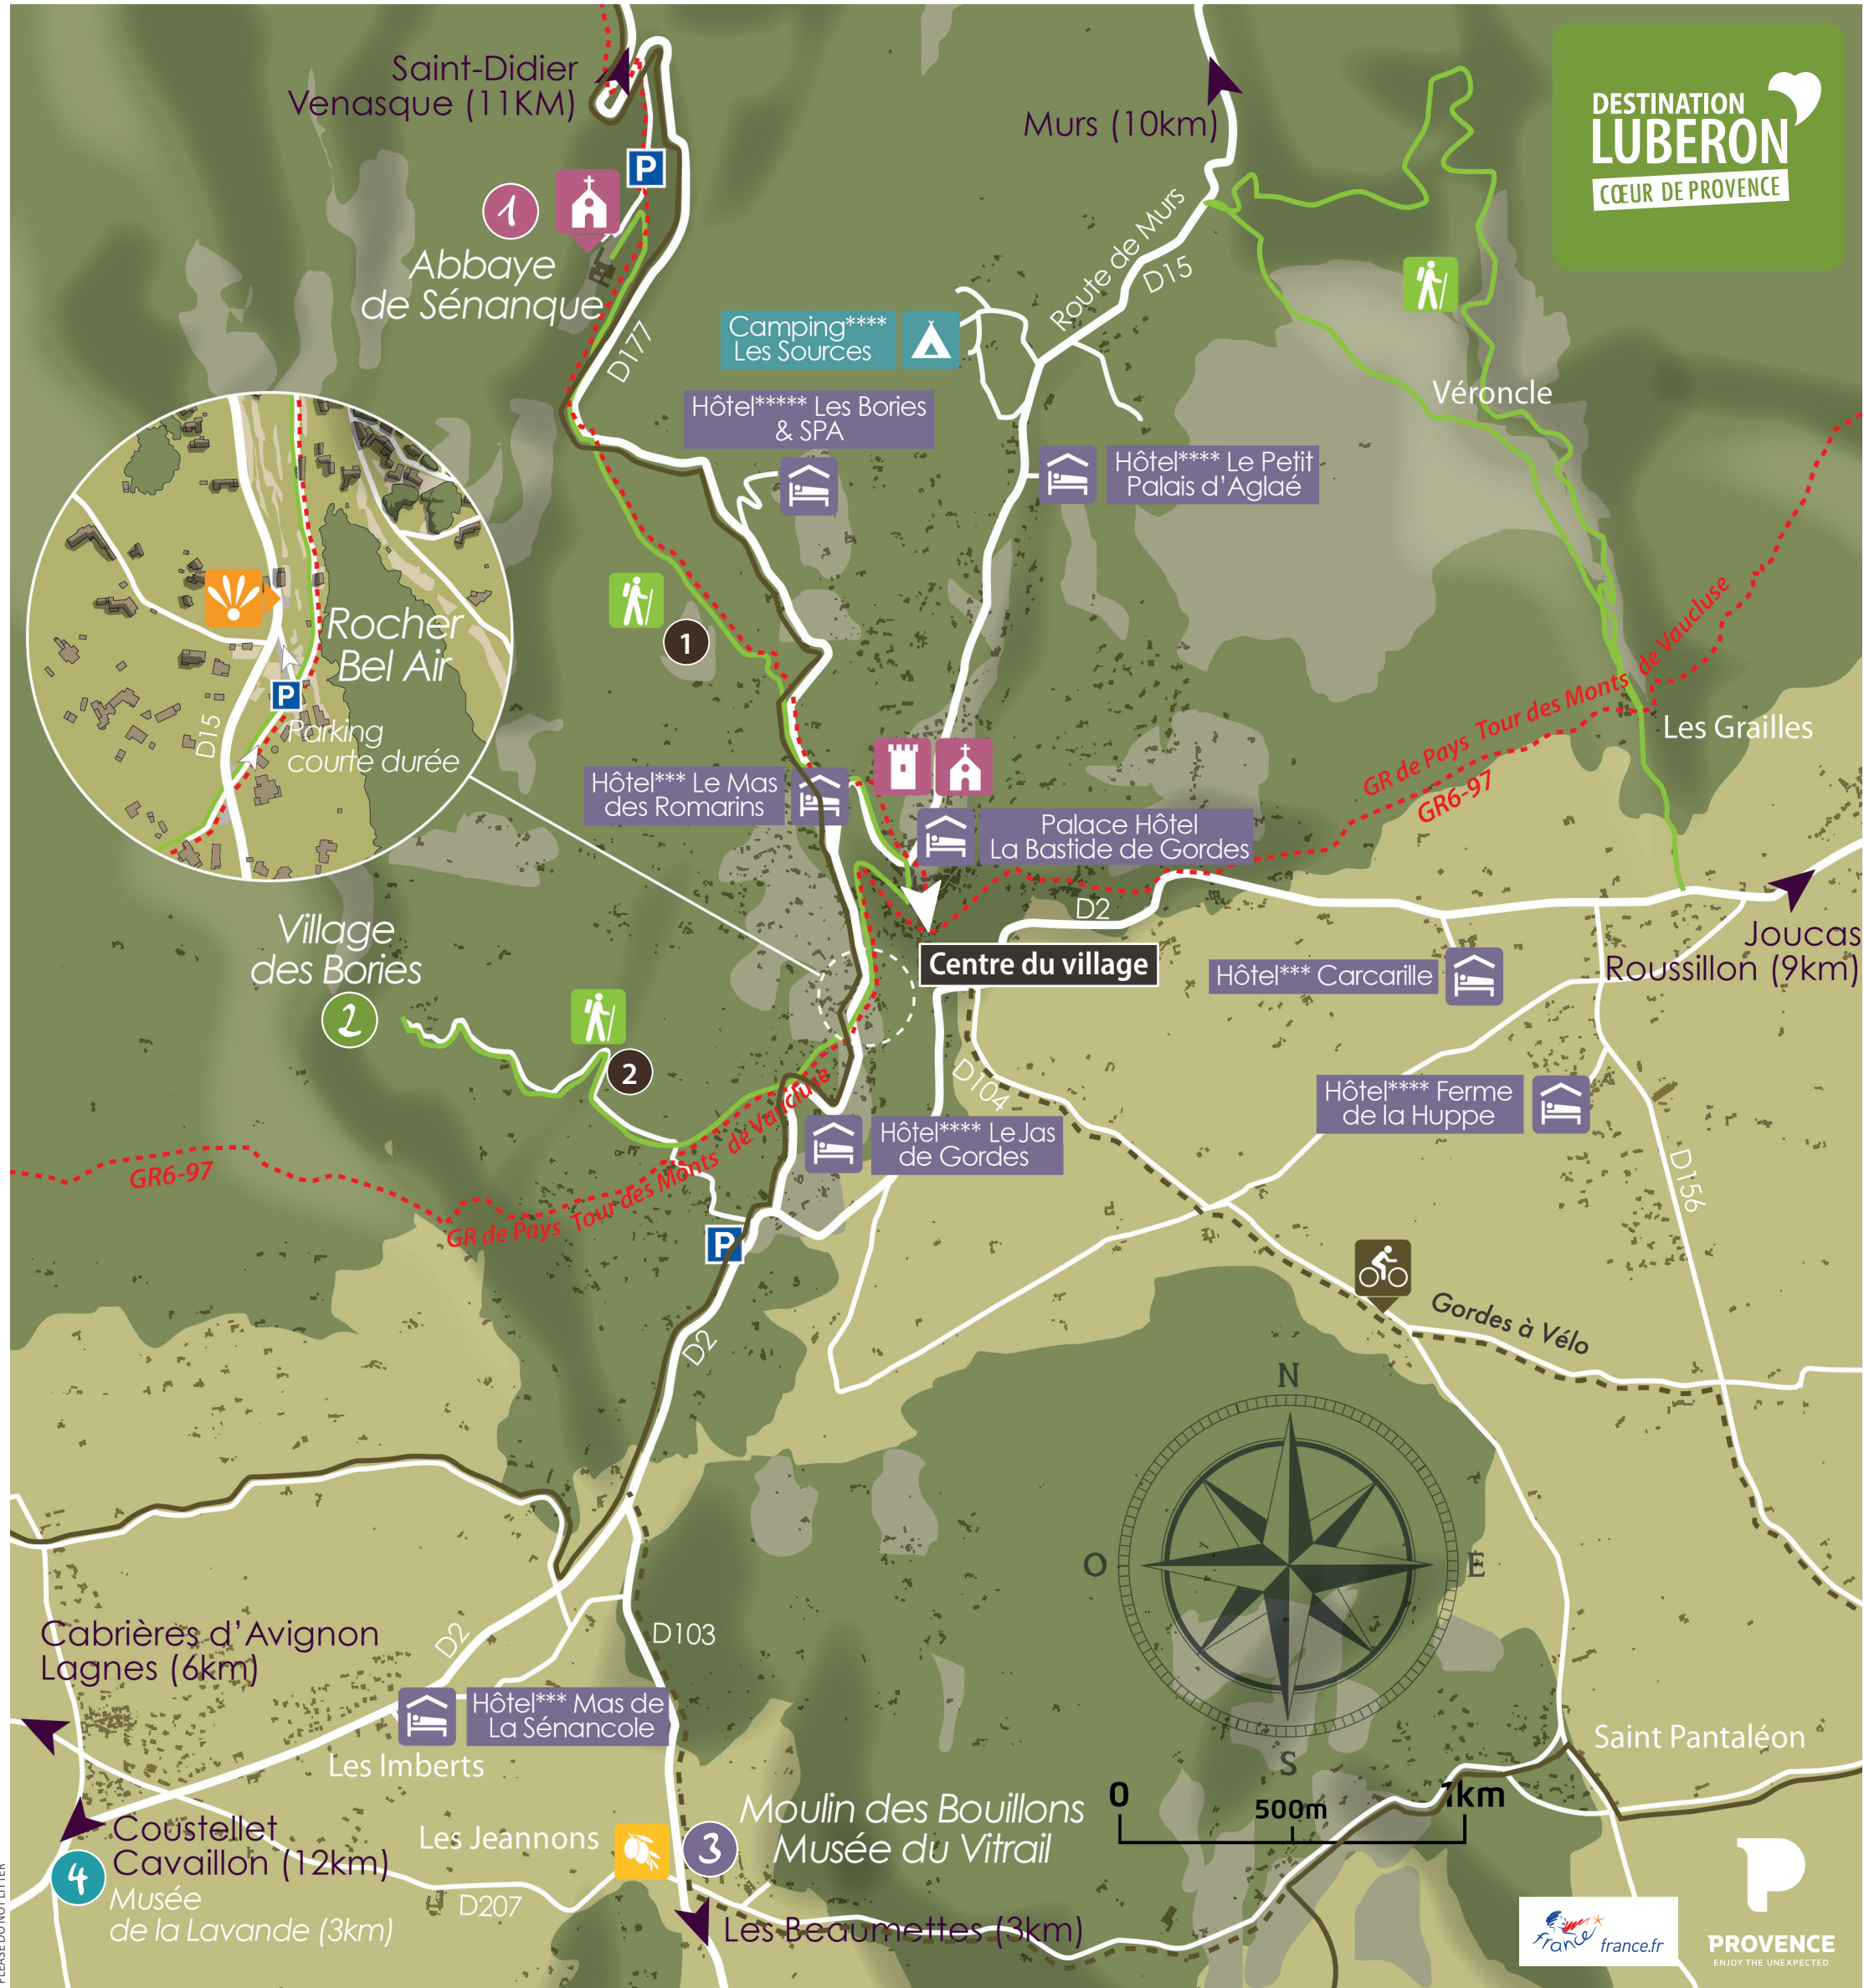 Saint-Didier
Venasque (11KM)
P
1
Abbaye
de Sénanque
D177
Murs (10km)
Route de Murs
D15
DESTINATION
LUBERON
CŒUR DE PROVENCE
Camping****
Les Sources
Hôtel***** Les Bories
& SPA
Hôtel**** Le Petit
Palais d'Aglaé
Véroncle
Rocher
Bel Air
P
D15
Parking
courte durée
1
GR de Pays Tour des Monts de Vaucluse
GR6-97
Les Grailles
Hôtel*** Le Mas
des Romarins
Palace Hôtel
La Bastide de Gordes
D2
Centre du village
Village
des Bories
2
2
Joucas
Roussillon (9km)
Hôtel*** Carcarille
D104
Hôtel**** Ferme
de la Huppe
Hôtel**** Le Jas
de Gordes
GR6-97
GR de Pays Tour des Monts de Vaucluse
D156
P
D2
Gordes à Vélo
N
O
E
S
Cabrières d'Avignon
Lagnes (6km)
D2
D103
Hôtel*** Mas de
La Sénancole
Les Imberts
Saint Pantaléon
0
500m
1km
Moulin des Bouillons
Musée du Vitrail
3
Les Jeannons
Coustellet
Cavaillon (12km)
4
Musée
de la Lavande (3km)
D207
Les Beaumettes (3km)
france
france.fr
PROVENCE
ENJOY THE UNEXPECTED
PLEASE DO NOT LITTER